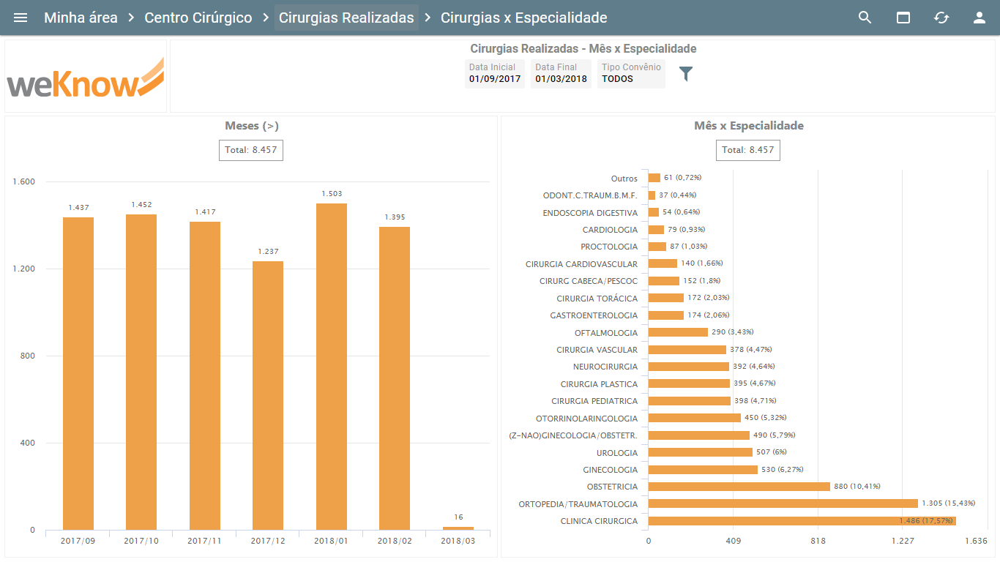 Minha área > Centro Cirúrgico > Cirurgias Realizadas > Cirurgias x Especialidade
weKnow
Cirurgias Realizadas - Mês x Especialidade
Data Inicial Data Final Tipo Convênio
01/09/2017 01/03/2018 TODOS
Meses (>)
Total: 8.457
1.600
1.200
800
400
0
1.437
1.452
1.417
1.237
1.503
1.395
16
2017/09 2017/10 2017/11 2017/12 2018/01 2018/02 2018/03
Mês x Especialidade
Total: 8.457
Outros 61 (0,72%)
ODONT.C.TRAUM.B.M.F. 37 (0,44%)
ENDOSCOPIA DIGESTIVA 54 (0,64%)
CARDIOLOGIA 79 (0,93%)
PROCTOLOGIA 87 (1,03%)
CIRURGIA CARDIOVASCULAR 140 (1,66%)
CIRURG CABECA/PESCOC 152 (1,8%)
CIRURGIA TORÁCICA 172 (2,03%)
GASTROENTEROLOGIA 174 (2,06%)
OFTALMOLOGIA 290 (3,43%)
CIRURGIA VASCULAR 378 (4,47%)
NEUROCIRURGIA 392 (4,64%)
CIRURGIA PLASTICA 395 (4,67%)
CIRURGIA PEDIATRICA 398 (4,71%)
OTORRINOLARINGOLOGIA 450 (5,32%)
(Z-NAO)GINECOLOGIA/OBSTETR. 490 (5,79%)
UROLOGIA 507 (6%)
GINECOLOGIA 530 (6,27%)
OBSTETRICIA 880 (10,41%)
ORTOPEDIA/TRAUMATOLOGIA 1.305 (15,43%)
CLINICA CIRURGICA 1.486 (17,57%)
0 409 818 1.227 1.636